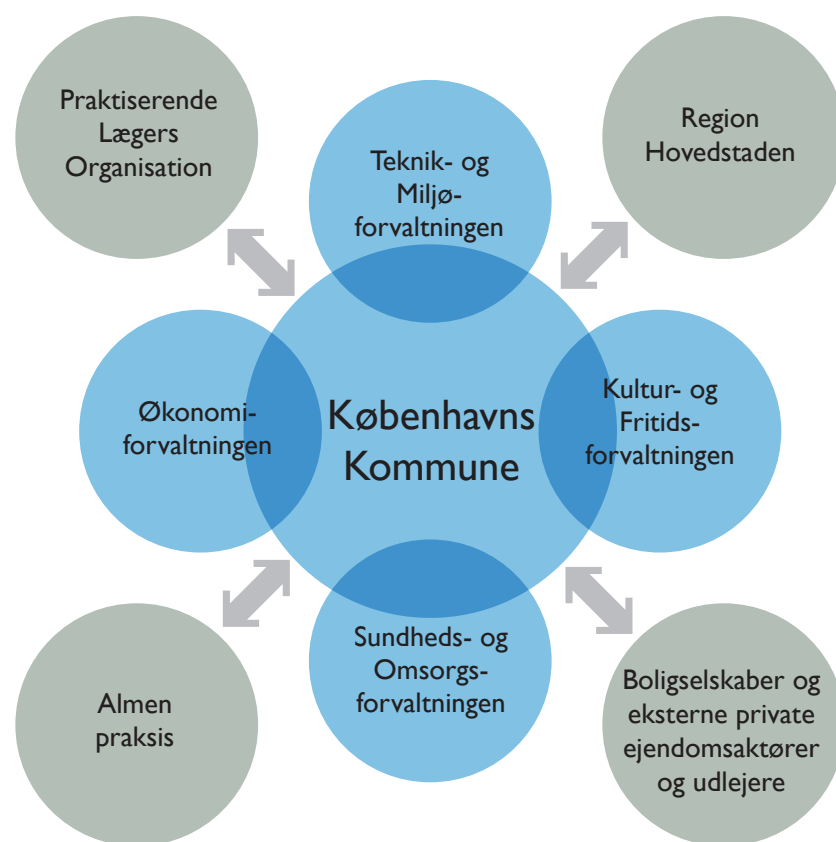 Praktiserende
Lægers
Organisation
Teknik- og
Miljø-
forvaltningen
Region
Hovedstaden
Økonomi-
forvaltningen
Københavns
Kommune
Kultur- og
Fritids-
forvaltningen
Almen
praksis
Sundheds- og
Omsorgs-
forvaltningen
Boligselskaber og
eksterne private
ejendomsaktører
og udlejere